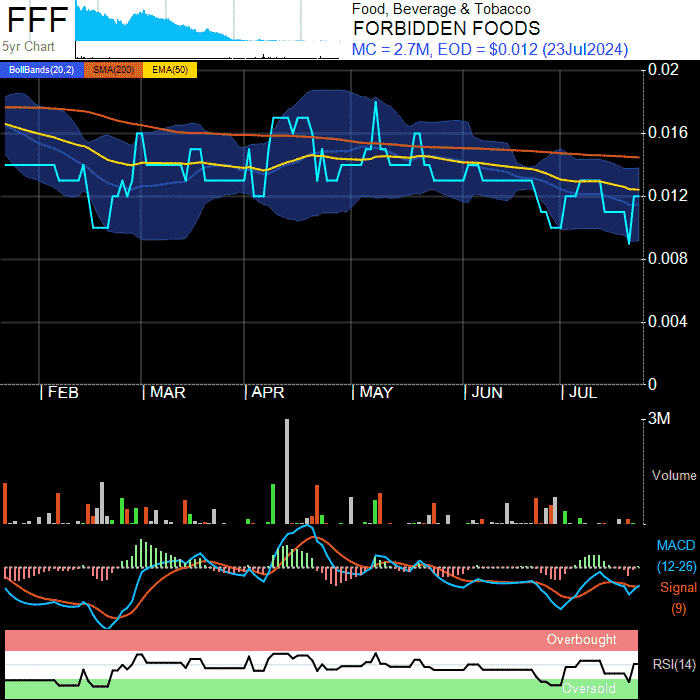 FFF
5yr Chart
Food, Beverage & Tobacco
FORBIDDEN FOODS
MC = 2.7M, EOD = $0.012 (23Jul2024)
BollBands(20,2) SMA(200) EMA(50)
0.02
0.016
0.012
0.008
0.004
0
FEB MAR APR MAY JUN JUL
3M
Volume
MACD
(12-26)
Signal
(9)
Overbought
RSI(14)
Oversold